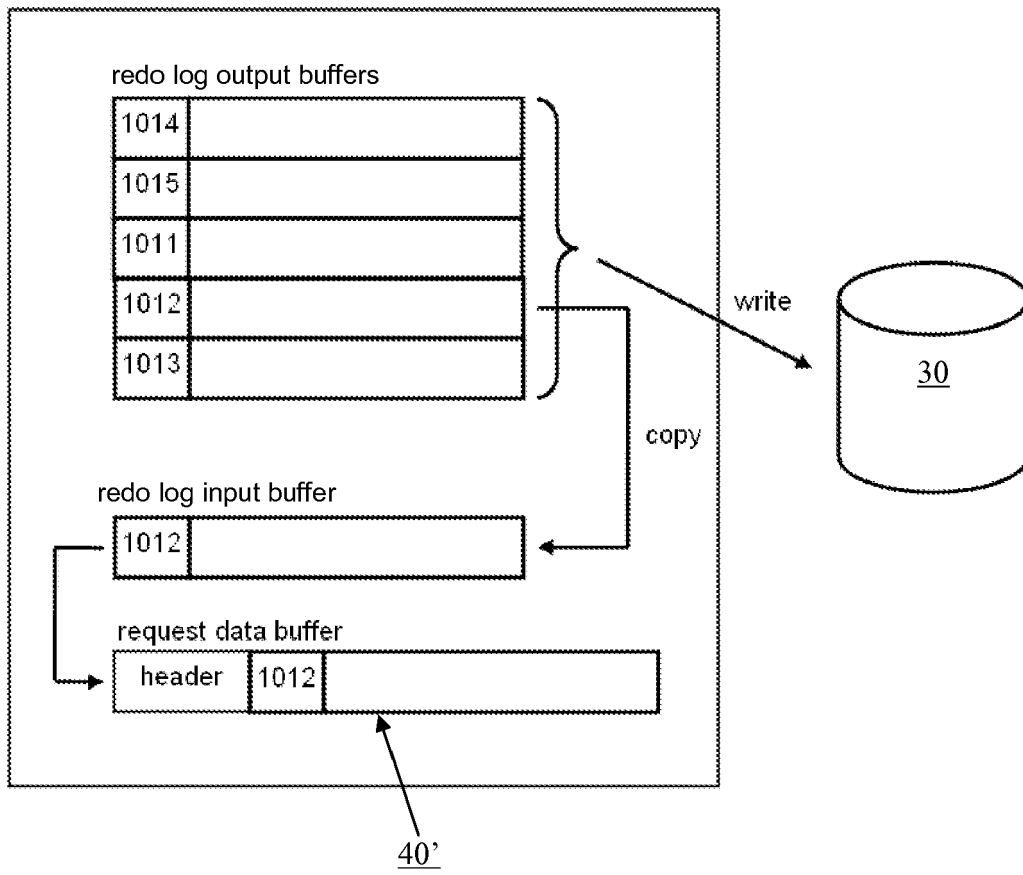 redo log output buffers
1014
1015
1011
1012
1013
write
30
copy
redo log input buffer
1012
request data buffer
header 1012
40’